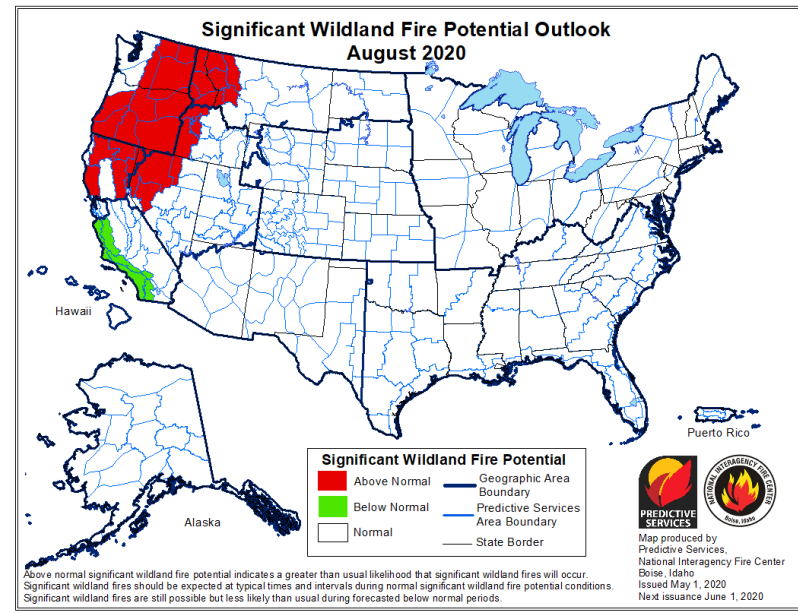 Significant Wildland Fire Potential Outlook
August 2020
Hawaii
Alaska
Puerto Rico
Significant Wildland Fire Potential
Above Normal
Below Normal
Normal
Geographic Area
Boundary
Predictive Services
Area Boundary
State Border
PREDICTIVE
SERVICES
NATIONAL INTERAGENCY FIRE CENTER
Boise, Idaho
Map produced by
Predictive Services,
National Interagency Fire Center
Boise, Idaho
Issued May 1, 2020
Next issuance June 1, 2020
Above normal significant wildland fire potential indicates a greater than usual likelihood that significant wildland fires will occur.
Significant wildland fires should be expected at typical times and intervals during normal significant wildland fire potential conditions.
Significant wildland fires are still possible but less likely than usual during forecasted below normal periods.